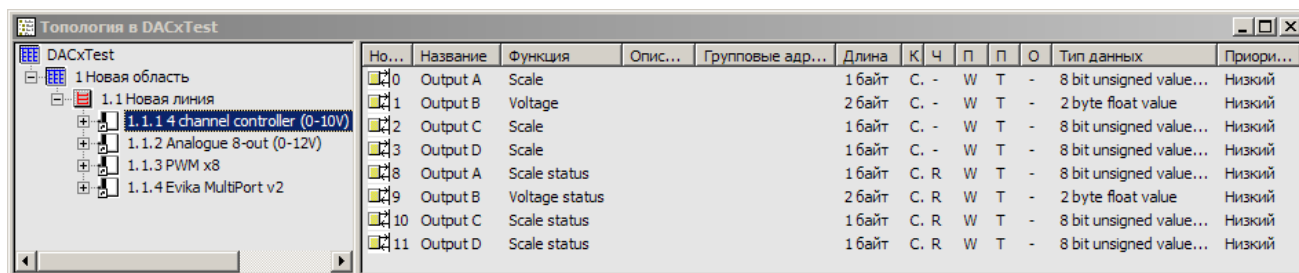 Топология в DACxTest
DACxTest
1 Новая область
1.1 Новая линия
1.1.1 4 channel controller (0-10V)
1.1.2 Analogue 8-out (0-12V)
1.1.3 PWM x8
1.1.4 Evika MultiPort v2
Но... Название Функция Опис... Групповые адр... Длина К Ч П П О Тип данных Приори...
0 Output A Scale 1 байт C. - W T - 8 bit unsigned value... Низкий
1 Output B Voltage 2 байт C. - W T - 2 byte float value Низкий
2 Output C Scale 1 байт C. - W T - 8 bit unsigned value... Низкий
3 Output D Scale 1 байт C. - W T - 8 bit unsigned value... Низкий
8 Output A Scale status 1 байт C. R W T - 8 bit unsigned value... Низкий
9 Output B Voltage status 2 байт C. R W T - 2 byte float value Низкий
10 Output C Scale status 1 байт C. R W T - 8 bit unsigned value... Низкий
11 Output D Scale status 1 байт C. R W T - 8 bit unsigned value... Низкий